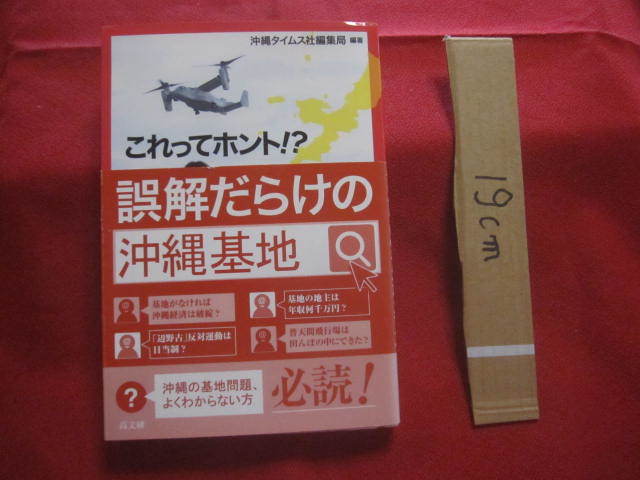 沖縄タイムス社編集局 編著
これってホント!?
誤解だらけの
沖縄基地
基地がなければ
沖縄経済は破綻?
基地の地主は
年収何千万円?
「辺野古」反対運動は
日当制?
普天間飛行場は
田んぼの中にできた?
?
沖縄の基地問題、
よくわからない方
必読!
高文研
19cm